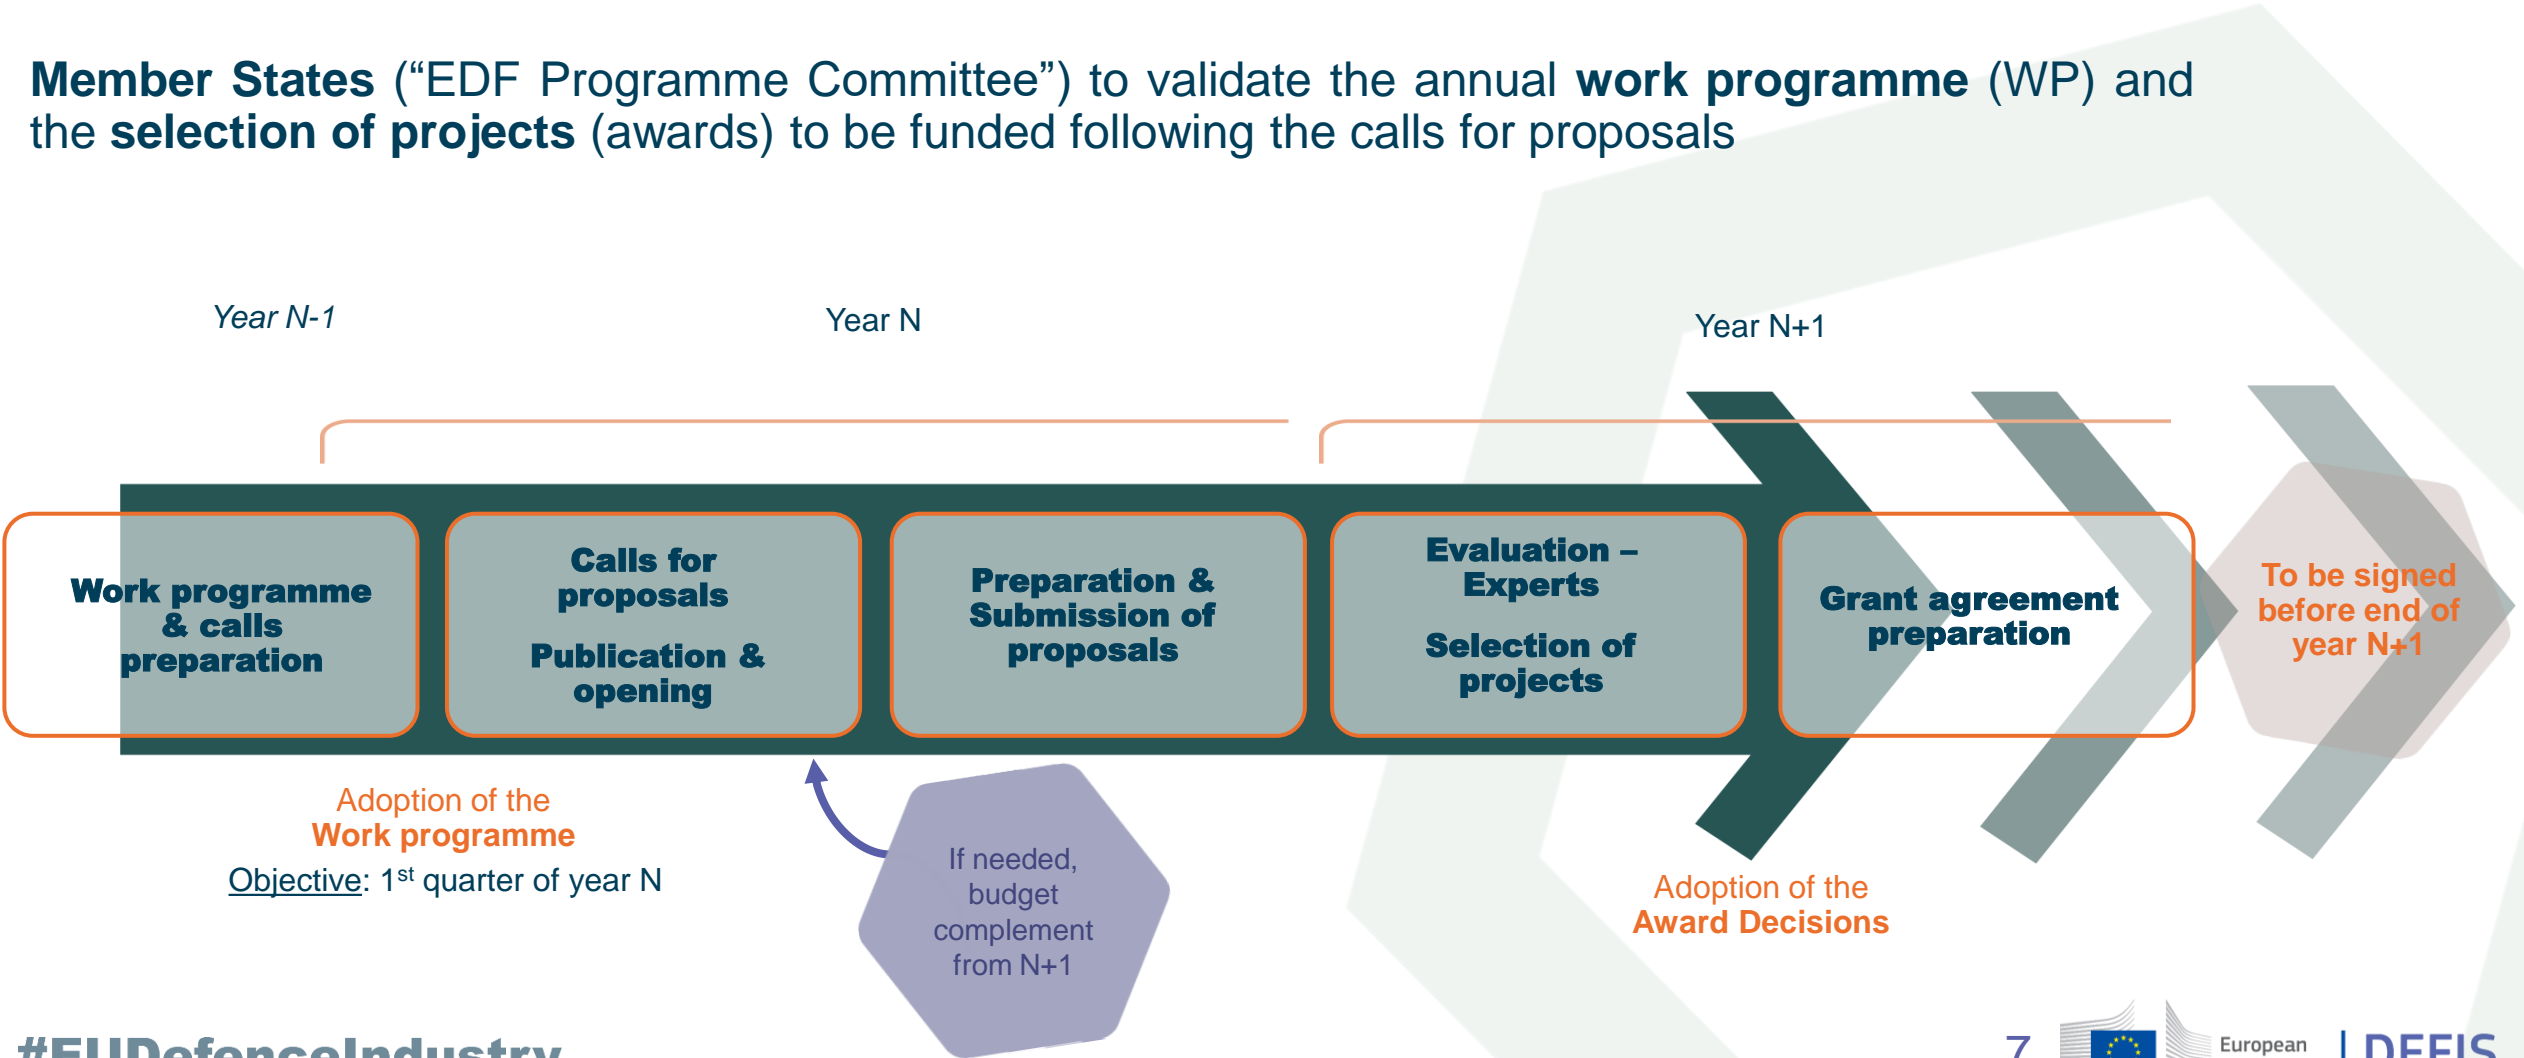 Member States (“EDF Programme Committee”) to validate the annual work programme (WP) and
the selection of projects (awards) to be funded following the calls for proposals
Year N-1
Year N
Year N+1
Work programme
& calls
preparation
Calls for
proposals
Publication &
opening
Preparation &
Submission of
proposals
Evaluation –
Experts
Selection of
projects
Grant agreement
preparation
To be signed
before end of
year N+1
Adoption of the
Work programme
Objective: 1st quarter of year N
If needed,
budget
complement
from N+1
Adoption of the
Award Decisions
#EUDefenceIndustry
7
European
DEFIS